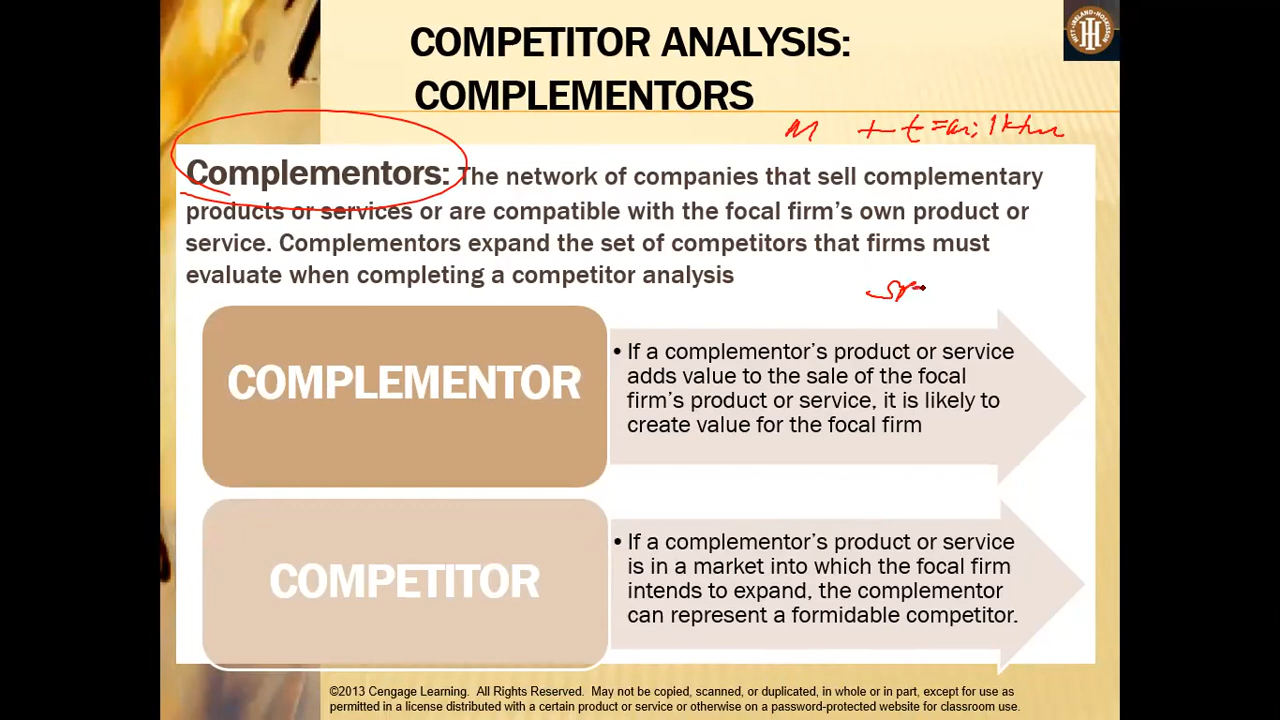 COMPETITOR ANALYSIS:
COMPLEMENTORS
Complementors: The network of companies that sell complementary
products or services or are compatible with the focal firm’s own product or
service. Complementors expand the set of competitors that firms must
evaluate when completing a competitor analysis
COMPLEMENTOR
• If a complementor’s product or service
adds value to the sale of the focal
firm’s product or service, it is likely to
create value for the focal firm
COMPETITOR
• If a complementor’s product or service
is in a market into which the focal firm
intends to expand, the complementor
can represent a formidable competitor.
©2013 Cengage Learning. All Rights Reserved. May not be copied, scanned, or duplicated, in whole or in part, except for use as
permitted in a license distributed with a certain product or service or otherwise on a password-protected website for classroom use.